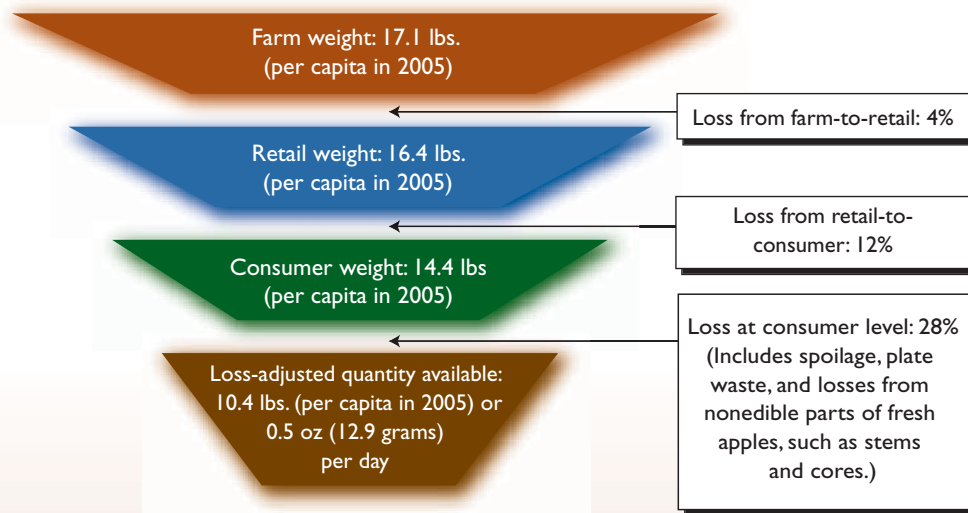 Farm weight: 17.1 lbs.
(per capita in 2005)
Loss from farm-to-retail: 4%
Retail weight: 16.4 lbs.
(per capita in 2005)
Loss from retail-to-
consumer: 12%
Consumer weight: 14.4 lbs
(per capita in 2005)
Loss at consumer level: 28%
(Includes spoilage, plate
waste, and losses from
nonedible parts of fresh
apples, such as stems
and cores.)
Loss-adjusted quantity available:
10.4 lbs. (per capita in 2005) or
0.5 oz (12.9 grams)
per day